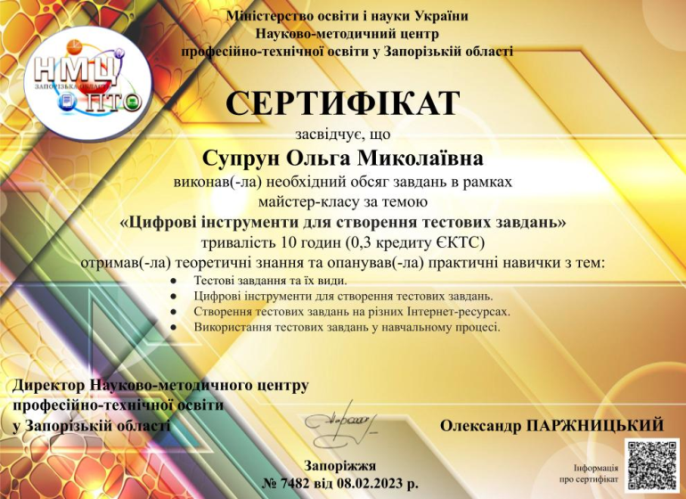 Міністерство освіти і науки України
Науково-методичний центр
професійно-технічної освіти у Запорізькій області
НМЦ
ЗАПОРІЗЬКА ОБЛАСТЬ
ПТО
СЕРТИФІКАТ
засвідчує, що
Супрун Ольга Миколаївна
виконав(-ла) необхідний обсяг завдань в рамках
майстер-класу за темою
«Цифрові інструменти для створення тестових завдань»
тривалість 10 годин (0,3 кредиту ЄКТС)
отримав(-ла) теоретичні знання та опанував(-ла) практичні навички з тем:
● Тестові завдання та їх види.
● Цифрові інструменти для створення тестових завдань.
● Створення тестових завдань на різних Інтернет-ресурсах.
● Використання тестових завдань у навчальному процесі.
Директор Науково-методичного центру
професійно-технічної освіти
у Запорізькій області
Олександр ПАРЖНИЦЬКИЙ
Інформація
про сертифікат
Запоріжжя
№ 7482 від 08.02.2023 р.